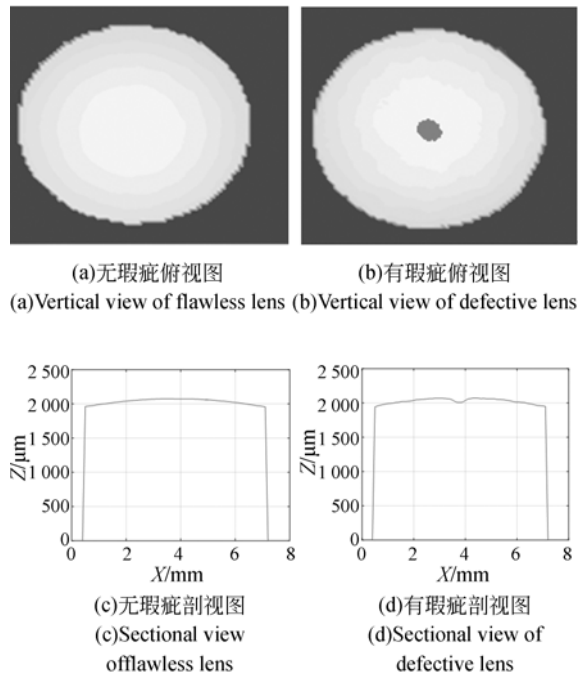 (a)无瑕疵俯视图
(a)Vertical view of flawless lens
(b)有瑕疵俯视图
(b)Vertical view of defective lens
2 500
2 000
1 500
1 000
500
0
Z/μm
0 2 4 6 8
X/mm
(c)无瑕疵剖视图
(c)Sectional view
offlawless lens
2 500
2 000
1 500
1 000
500
0
Z/μm
0 2 4 6 8
X/mm
(d)有瑕疵剖视图
(d)Sectional view of
defective lens